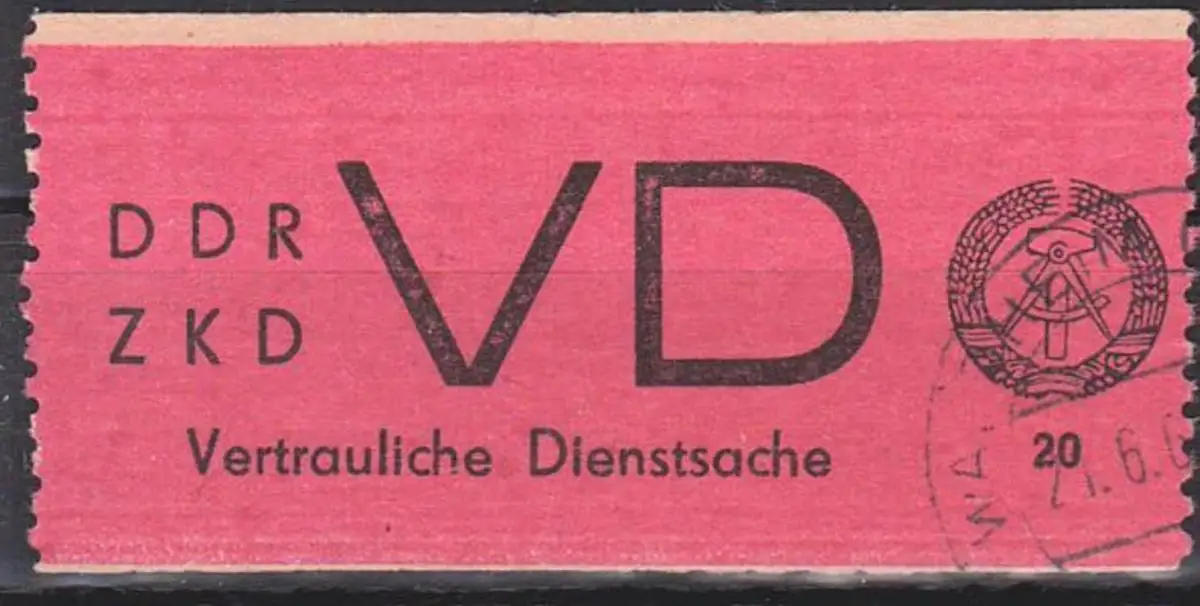 DDR
ZKD
VD
Vertrauliche Dienstsache
20